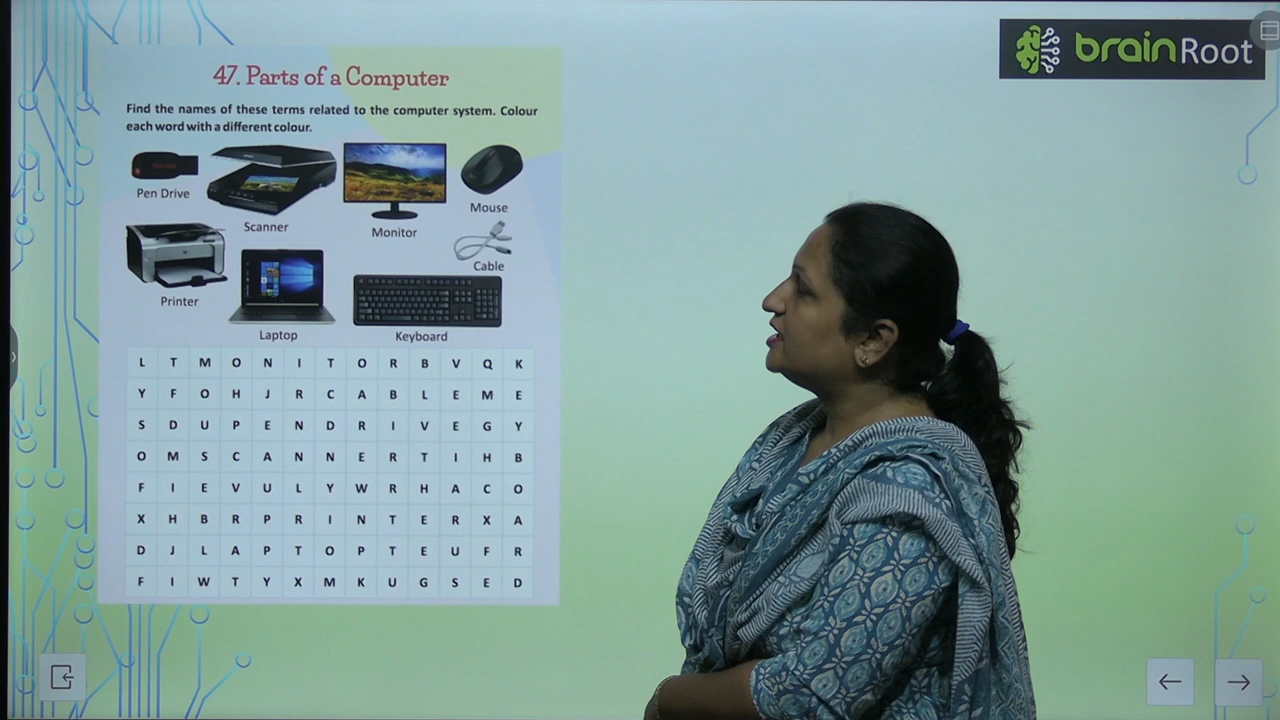 brainRoot
47. Parts of a Computer
Find the names of these terms related to the computer system. Colour
each word with a different colour.
Pen Drive
Scanner
Monitor
Mouse
Cable
Printer
Laptop
Keyboard
L T M O N I T O R B V Q K
Y F O H J R C A B L E M E
S D U P E N D R I V E G Y
O M S C A N N E R T I H B
F I E V U L Y W R H A C O
X H B R P R I N T E R X A
D J L A P T O P T E U F R
F I W T Y X M K U G S E D